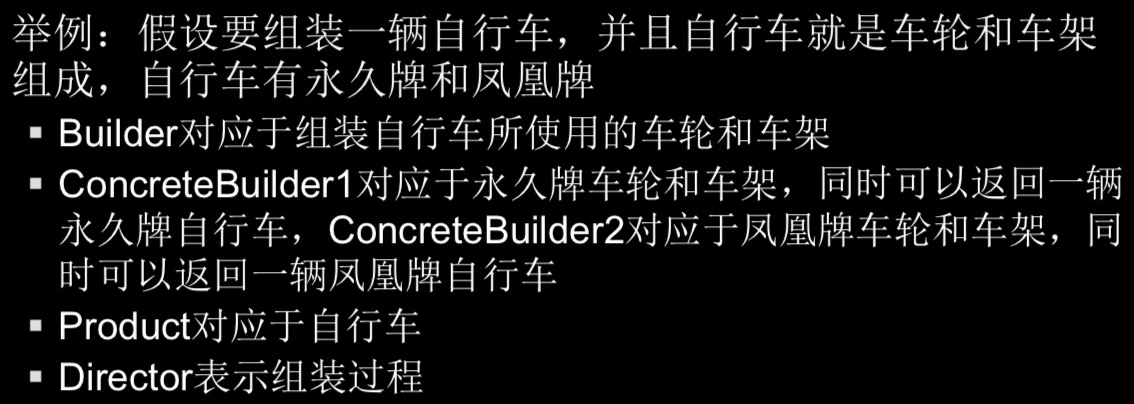 举例：假设要组装一辆自行车，并且自行车就是车轮和车架
组成，自行车有永久牌和凤凰牌
▪ Builder对应于组装自行车所使用的车轮和车架
▪ ConcreteBuilder1对应于永久牌车轮和车架，同时可以返回一辆
永久牌自行车，ConcreteBuilder2对应于凤凰牌车轮和车架，同
时可以返回一辆凤凰牌自行车
▪ Product对应于自行车
▪ Director表示组装过程